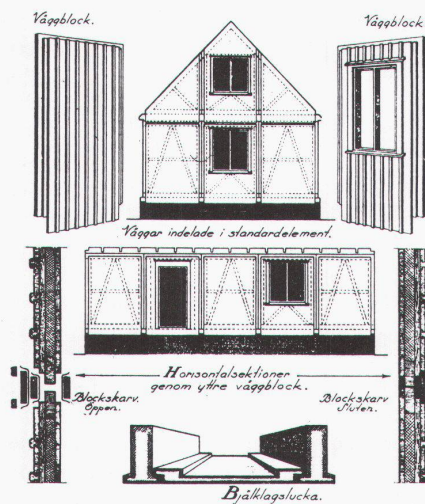 Väggblock.
Väggblock
Väggar indelade i standardelement.
Horisontalsektioner
genom yttre väggblock.
Blockskarv.
Öppen.
Blockskarv
Sluten.
Bjälklagslucka.